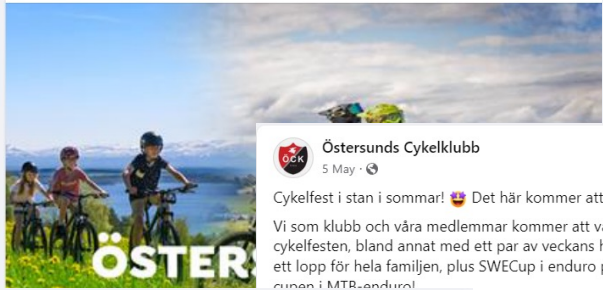 ÖSTERS
ÖCK
Östersunds Cykelklubb
5 May ·
Cykelfest i stan i sommar! 🤩 Det här kommer att
Vi som klubb och våra medlemmar kommer att
cykelfesten, bland annat med ett par av veckans
ett lopp för hela familjen, plus SWECup i enduro
cupen i MTB-enduro!